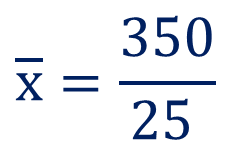 x̅ = 350/25